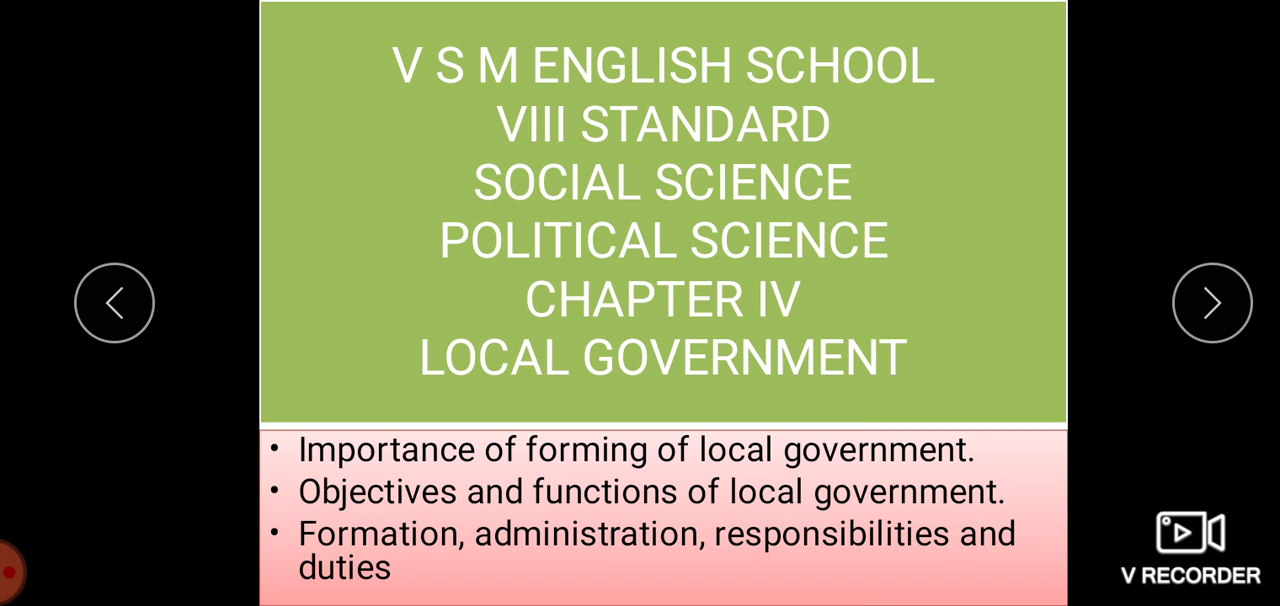 V S M ENGLISH SCHOOL
VIII STANDARD
SOCIAL SCIENCE
POLITICAL SCIENCE
CHAPTER IV
LOCAL GOVERNMENT
• Importance of forming of local government.
• Objectives and functions of local government.
• Formation, administration, responsibilities and
duties
V RECORDER